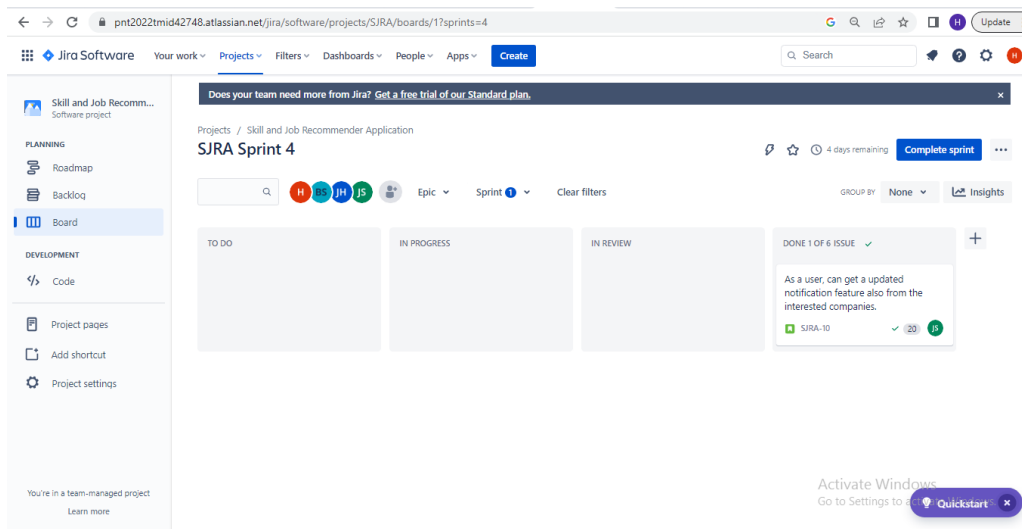 pnt2022tmid42748.atlassian.net/jira/software/projects/SJRA/boards/1?sprints=4
H
Update
Jira Software
Your work
Projects
Filters
Dashboards
People
Apps
Create
Search
H
Skill and Job Recomm...
Software project
PLANNING
Roadmap
Backlog
Board
DEVELOPMENT
Code
Project pages
Add shortcut
Project settings
You're in a team-managed project
Learn more
Does your team need more from Jira? Get a free trial of our Standard plan.
Projects / Skill and Job Recommender Application
SJRA Sprint 4
4 days remaining
Complete sprint
H BS JH JS
Epic
Sprint 1
Clear filters
GROUP BY None
Insights
TO DO
IN PROGRESS
IN REVIEW
DONE 1 OF 6 ISSUE
As a user, can get a updated
notification feature also from the
interested companies.
SJRA-10
20
JS
Activate Windows
Go to Settings to
Quickstart